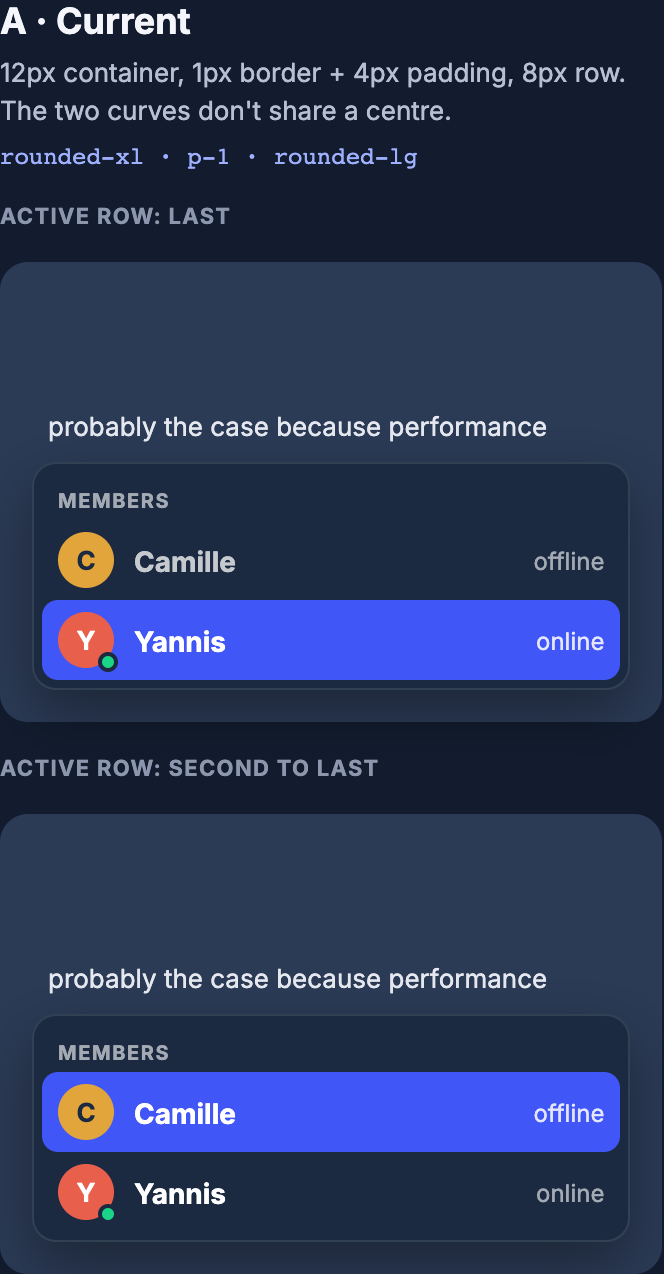 A · Current
12px container, 1px border + 4px padding, 8px row.
The two curves don't share a centre.
rounded-xl · p-1 · rounded-lg
ACTIVE ROW: LAST
probably the case because performance
MEMBERS
C Camille offline
Y Yannis online
ACTIVE ROW: SECOND TO LAST
probably the case because performance
MEMBERS
C Camille offline
Y Yannis online